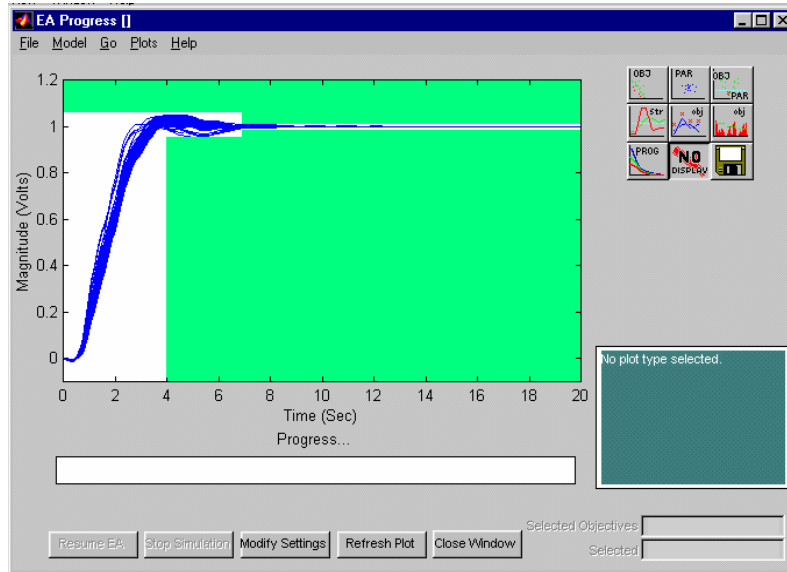 EA Progress []
File Model Go Plots Help
OBJ PAR OBJ PAR
str obj obj
PROG NO DISPLAY
1.2
1
0.8
0.6
0.4
0.2
0
Magnitude (Volts)
0 2 4 6 8 10 12 14 16 18 20
Time (Sec)
Progress...
No plot type selected.
Resume EA Stop Simulation Modify Settings Refresh Plot Close Window
Selected Objectives
Selected